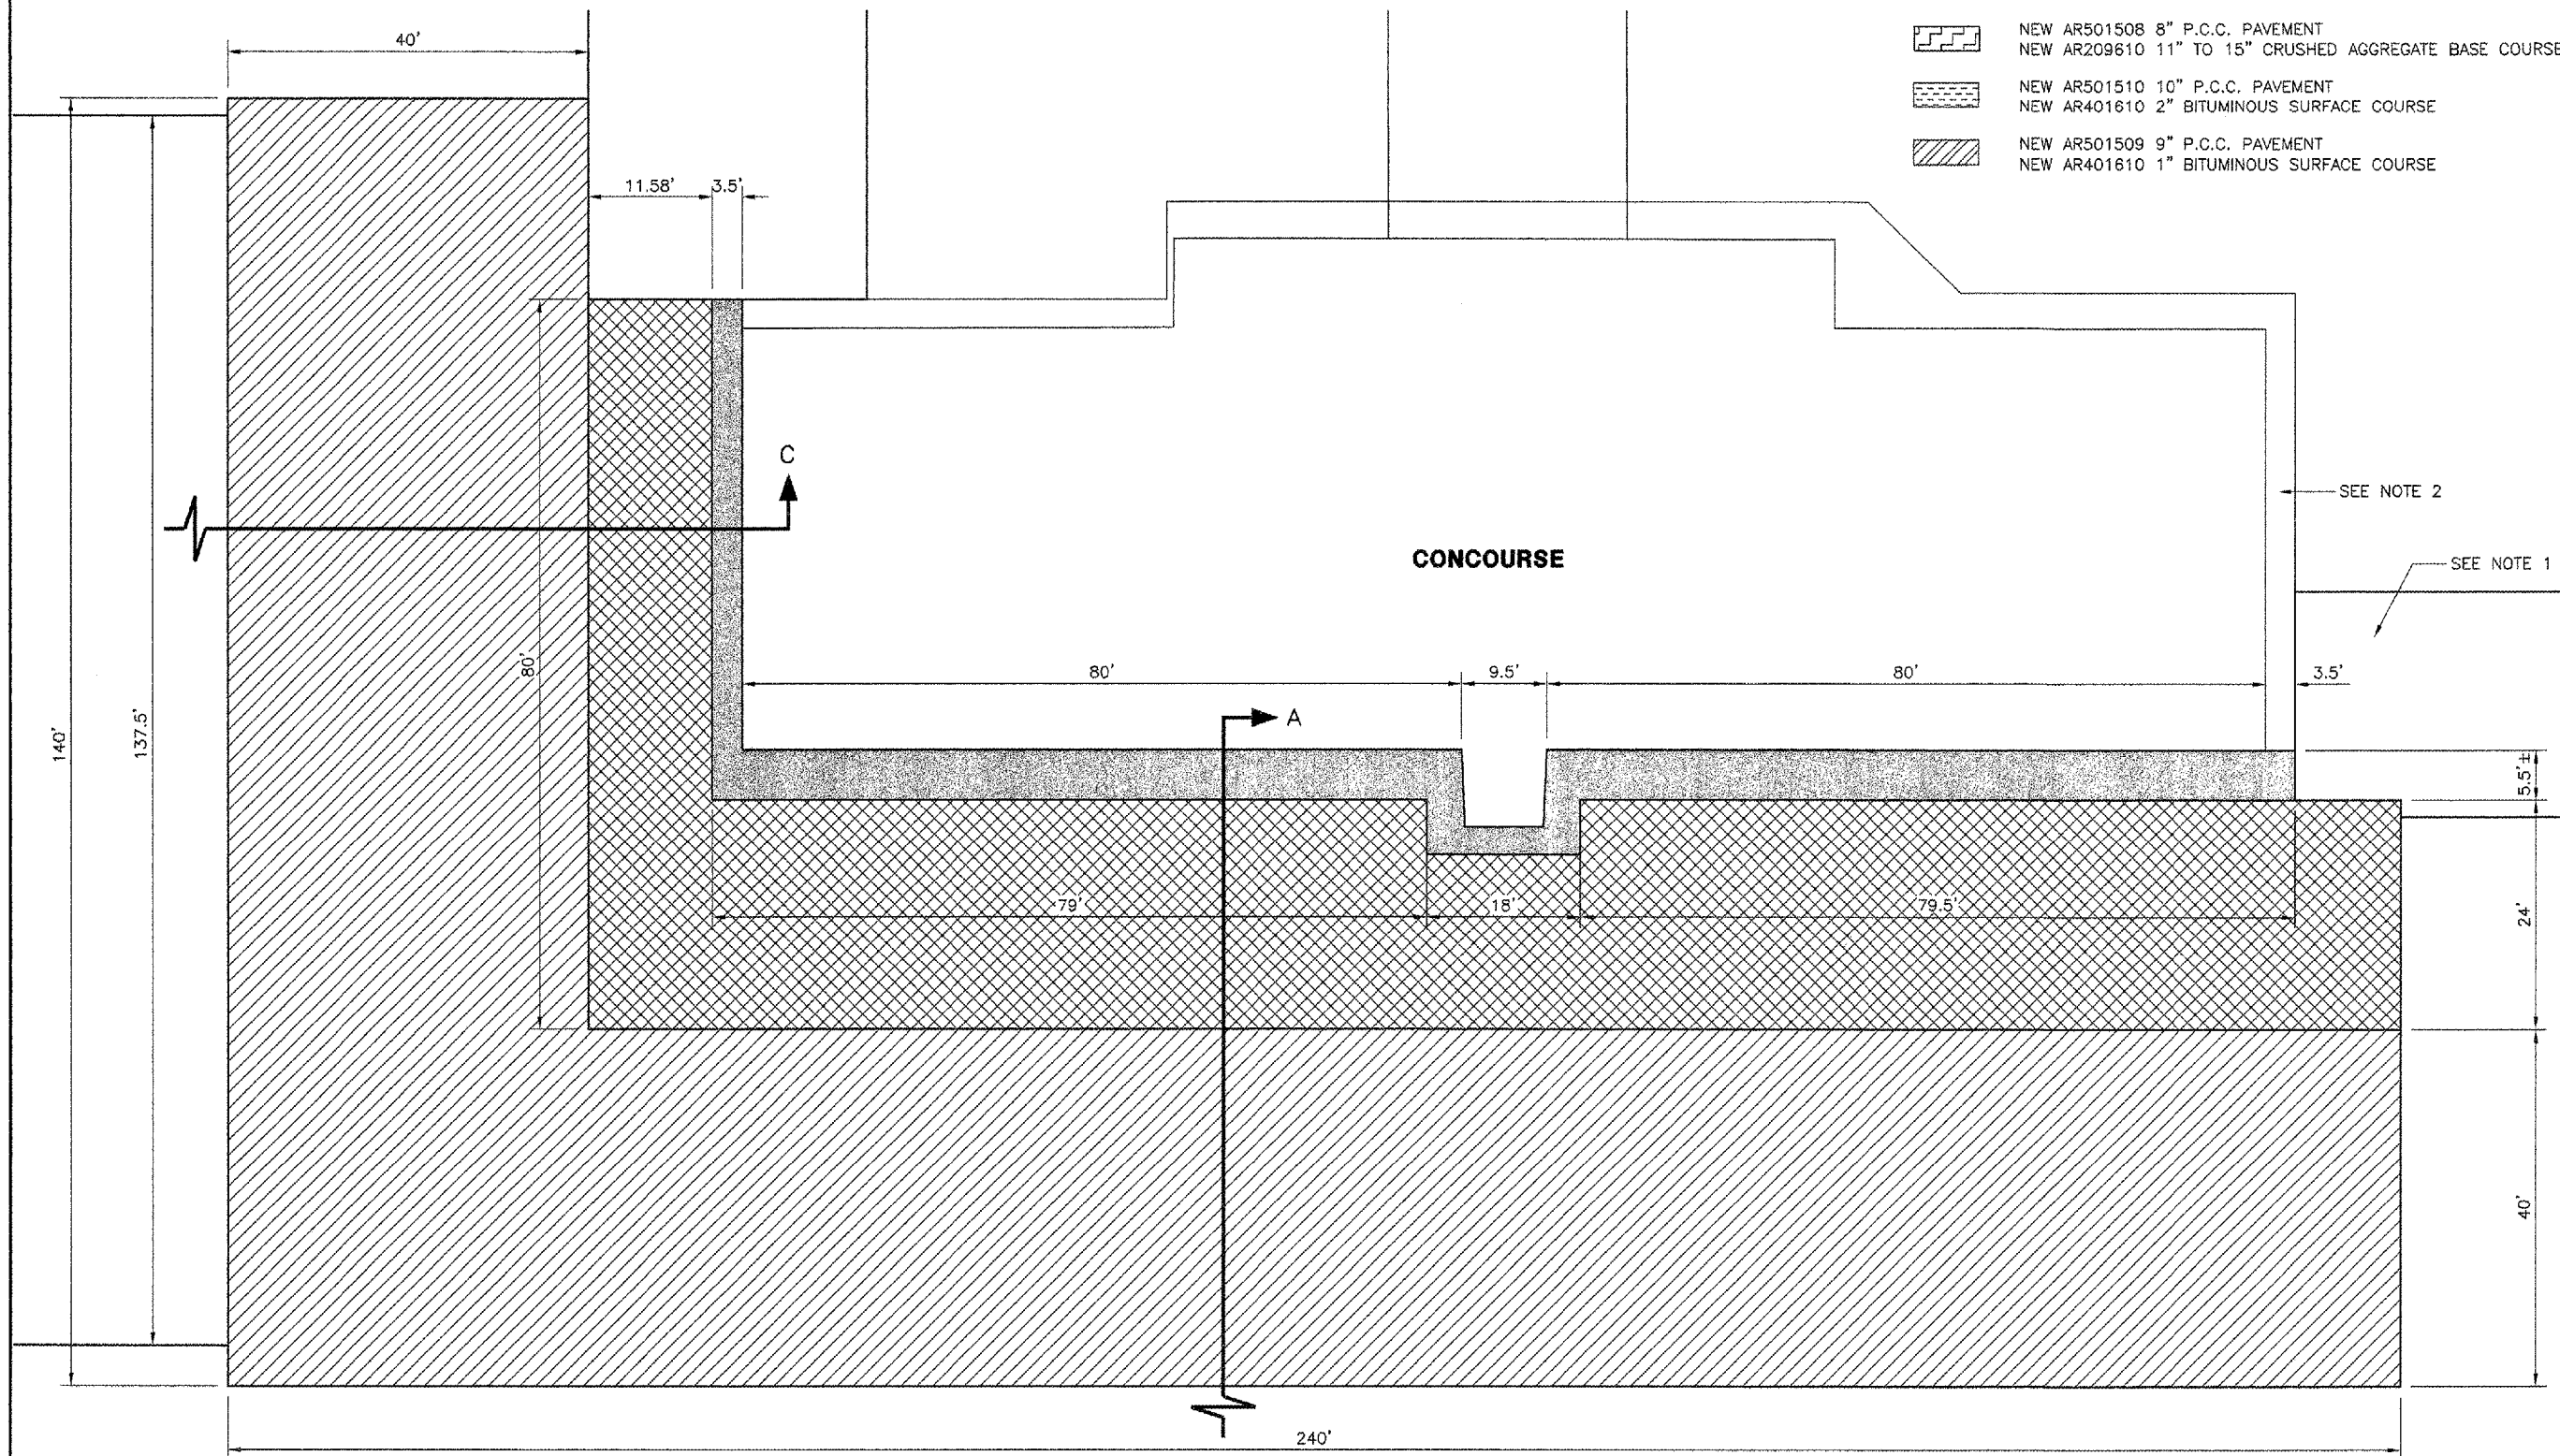 NEW AR501508 8" P.C.C. PAVEMENT
NEW AR209610 11" TO 15" CRUSHED AGGREGATE BASE COURSE
NEW AR501510 10" P.C.C. PAVEMENT
NEW AR401610 2" BITUMINOUS SURFACE COURSE
NEW AR501509 9" P.C.C. PAVEMENT
NEW AR401610 1" BITUMINOUS SURFACE COURSE
40'
11.58'
3.5'
C
SEE NOTE 2
CONCOURSE
SEE NOTE 1
80'
80'
9.5'
80'
3.5'
A
140'
137.5'
5.5'±
79'
18'
79.5'
24'
40'
240'